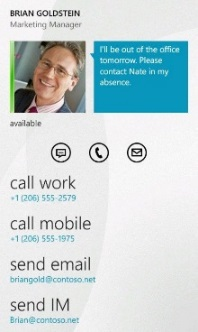 BRIAN GOLDSTEIN
Marketing Manager
I'll be out of the office
tomorrow. Please
contact Nate in my
absence.
available
call work
+1 (206) 555-2579
call mobile
+1 (206) 555-1975
send email
briangold@contoso.net
send IM
Brian@contoso.net